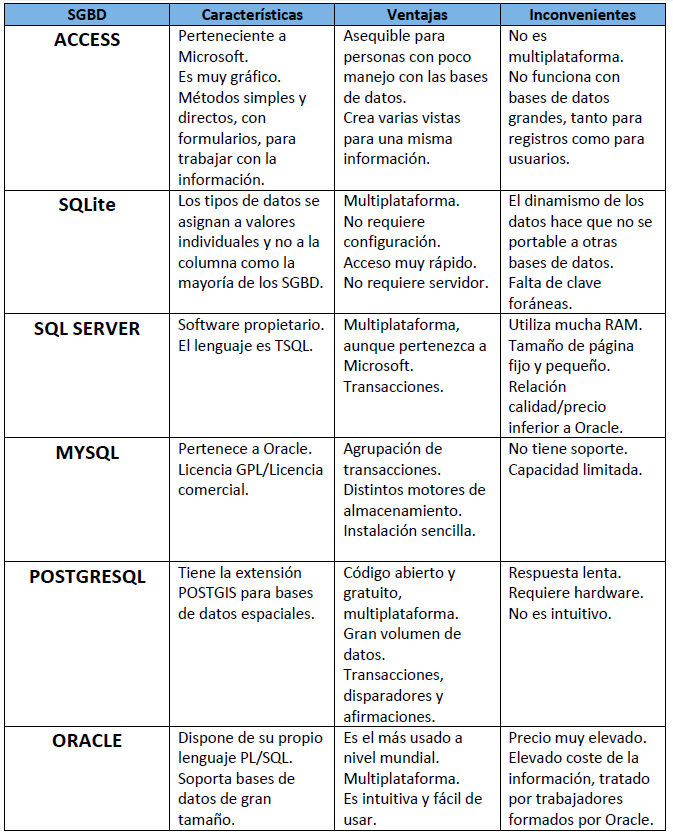 SGBD
Características
Ventajas
Inconvenientes
ACCESS
Perteneciente a
Microsoft.
Es muy gráfico.
Métodos simples y
directos, con
formularios, para
trabajar con la
información.
Asequible para
personas con poco
manejo con las bases
de datos.
Crea varias vistas
para una misma
información.
No es
multiplataforma.
No funciona con
bases de datos
grandes, tanto para
registros como para
usuarios.
SQLite
Los tipos de datos se
asignan a valores
individuales y no a la
columna como la
mayoría de los SGBD.
Multiplataforma.
No requiere
configuración.
Acceso muy rápido.
No requiere servidor.
El dinamismo de los
datos hace que no se
portable a otras
bases de datos.
Falta de clave
foráneas.
SQL SERVER
Software propietario.
El lenguaje es TSQL.
Multiplataforma,
aunque pertenezca a
Microsoft.
Transacciones.
Utiliza mucha RAM.
Tamaño de página
fijo y pequeño.
Relación
calidad/precio
inferior a Oracle.
MYSQL
Pertenece a Oracle.
Licencia GPL/Licencia
comercial.
Agrupación de
transacciones.
Distintos motores de
almacenamiento.
Instalación sencilla.
No tiene soporte.
Capacidad limitada.
POSTGRESQL
Tiene la extensión
POSTGIS para bases
de datos espaciales.
Código abierto y
gratuito,
multiplataforma.
Gran volumen de
datos.
Transacciones,
disparadores y
afirmaciones.
Respuesta lenta.
Requiere hardware.
No es intuitivo.
ORACLE
Dispone de su propio
lenguaje PL/SQL.
Soporta bases de
datos de gran
tamaño.
Es el más usado a
nivel mundial.
Multiplataforma.
Es intuitiva y fácil de
usar.
Precio muy elevado.
Elevado coste de la
información, tratado
por trabajadores
formados por Oracle.